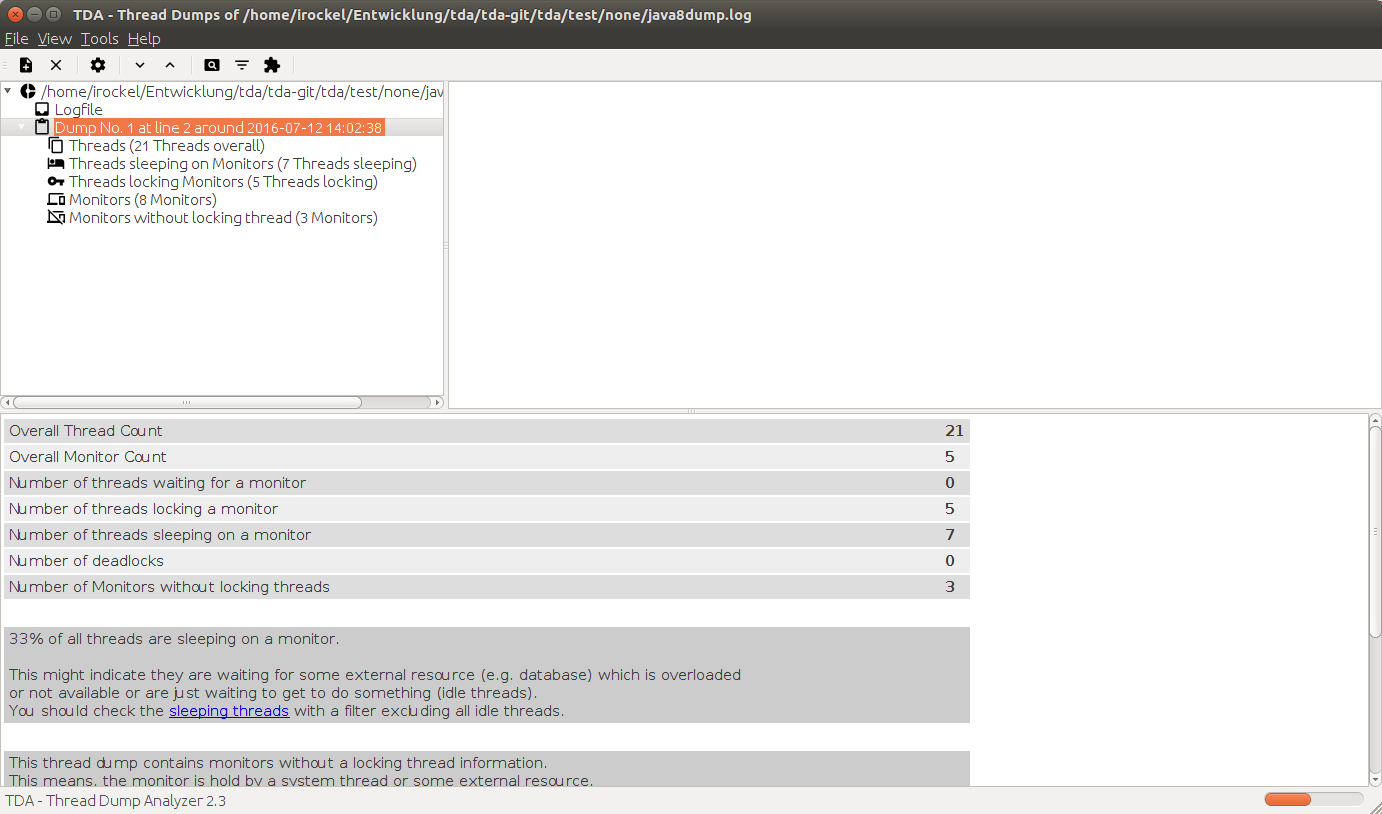 TDA - Thread Dumps of /home/irockel/Entwicklung/tda/tda-git/tda/test/none/java8dump.log
File View Tools Help
/home/irockel/Entwicklung/tda/tda-git/tda/test/none/jav
Logfile
Dump No. 1 at line 2 around 2016-07-12 14:02:38
Threads (21 Threads overall)
Threads sleeping on Monitors (7 Threads sleeping)
Threads locking Monitors (5 Threads locking)
Monitors (8 Monitors)
Monitors without locking thread (3 Monitors)
Overall Thread Count 21
Overall Monitor Count 5
Number of threads waiting for a monitor 0
Number of threads locking a monitor 5
Number of threads sleeping on a monitor 7
Number of deadlocks 0
Number of Monitors without locking threads 3
33% of all threads are sleeping on a monitor.
This might indicate they are waiting for some external resource (e.g. database) which is overloaded
or not available or are just waiting to get to do something (idle threads).
You should check the sleeping threads with a filter excluding all idle threads.
This thread dump contains monitors without a locking thread information.
This means, the monitor is hold by a system thread or some external resource.
TDA - Thread Dump Analyzer 2.3